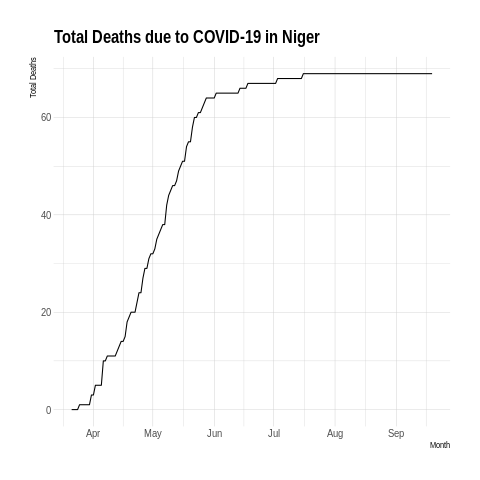 Total Deaths due to COVID-19 in Niger
Total Deaths
60
40
20
0
Apr May Jun Jul Aug Sep
Month